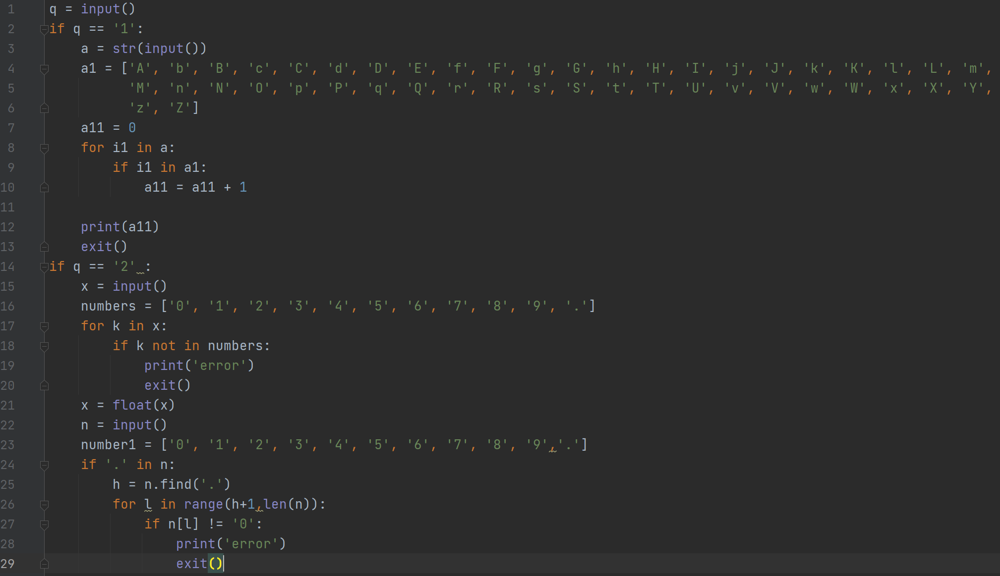 1 q = input()
2 if q == '1':
3     a = str(input())
4     a1 = ['A', 'b', 'B', 'c', 'C', 'd', 'D', 'E', 'f', 'F', 'g', 'G', 'h', 'H', 'I', 'j', 'J', 'k', 'K', 'l', 'L', 'm',
5           'M', 'n', 'N', 'O', 'p', 'P', 'q', 'Q', 'r', 'R', 's', 'S', 't', 'T', 'U', 'v', 'V', 'w', 'W', 'x', 'X', 'Y',
6           'z', 'Z']
7     a11 = 0
8     for i1 in a:
9         if i1 in a1:
10             a11 = a11 + 1
11
12     print(a11)
13     exit()
14 if q == '2' :
15     x = input()
16     numbers = ['0', '1', '2', '3', '4', '5', '6', '7', '8', '9', '.']
17     for k in x:
18         if k not in numbers:
19             print('error')
20             exit()
21     x = float(x)
22     n = input()
23     number1 = ['0', '1', '2', '3', '4', '5', '6', '7', '8', '9','.']
24     if '.' in n:
25         h = n.find('.')
26         for l in range(h+1,len(n)):
27             if n[l] != '0':
28                 print('error')
29                 exit()